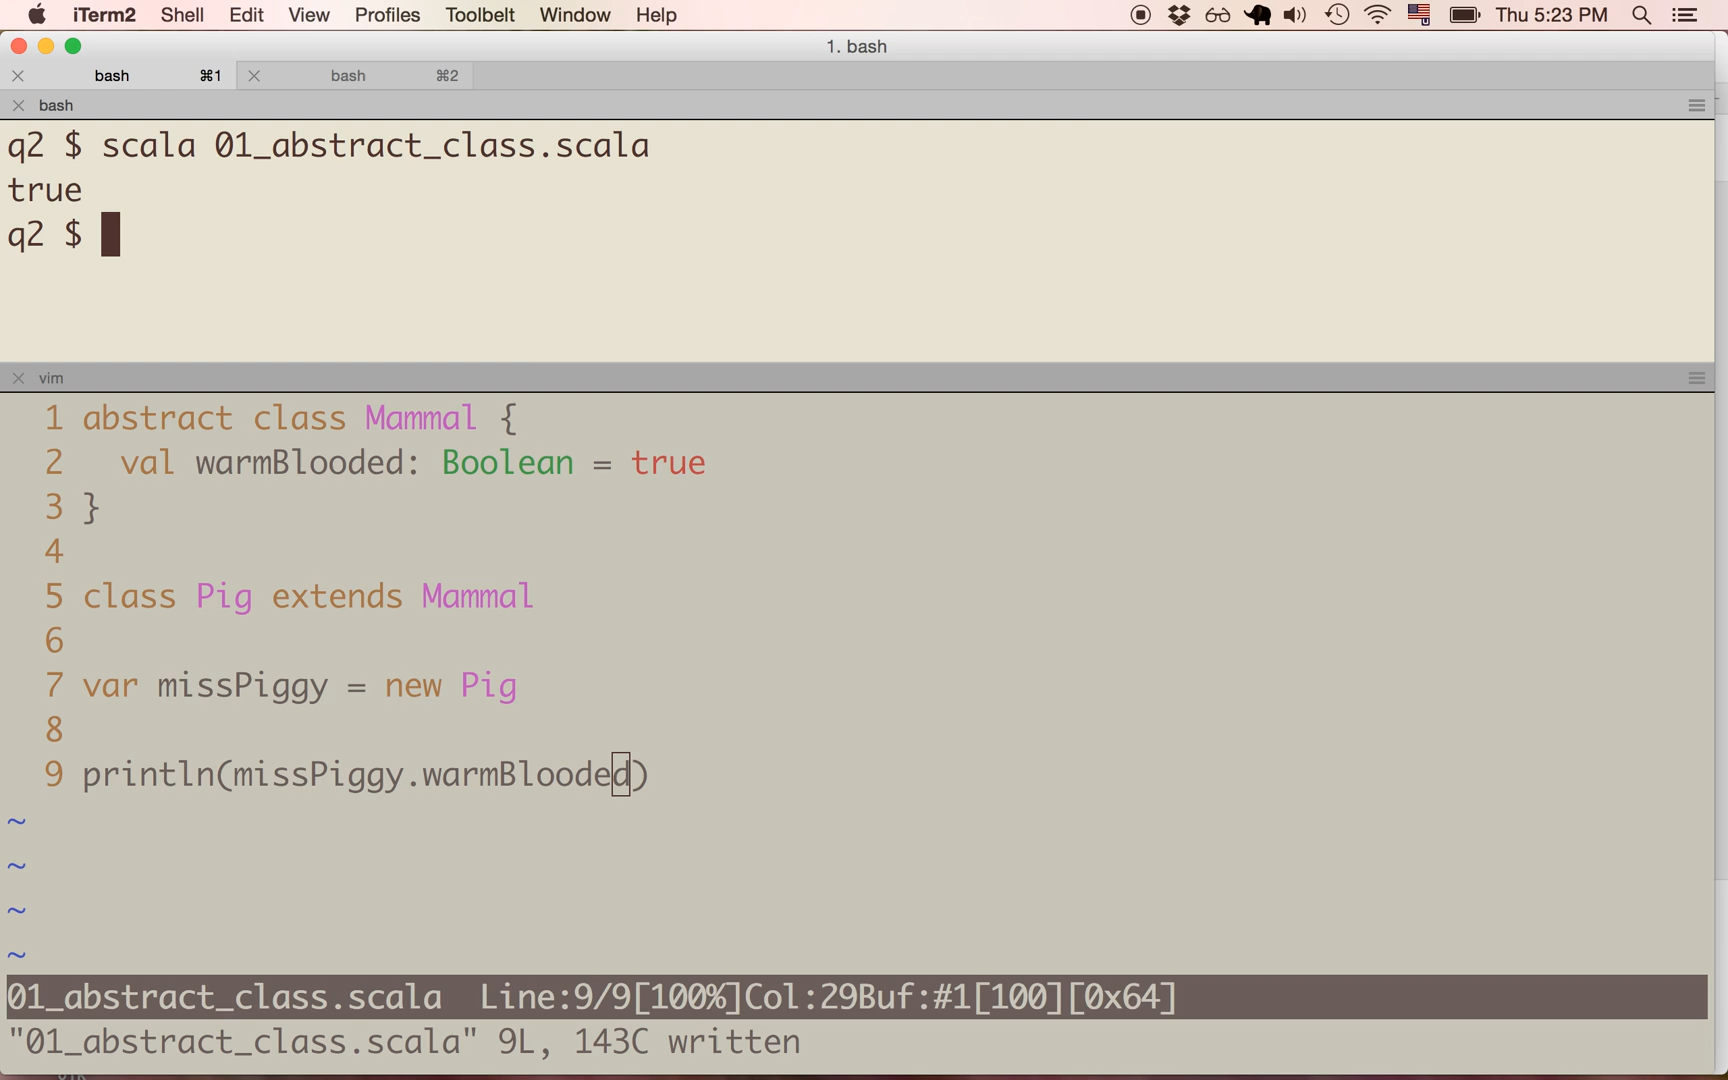 iTerm2 Shell Edit View Profiles Toolbelt Window Help Thu 5:23 PM
1. bash
bash ⌘1 bash ⌘2
bash
q2 $ scala 01_abstract_class.scala
true
q2 $
vim
1 abstract class Mammal {
2   val warmBlooded: Boolean = true
3 }
4
5 class Pig extends Mammal
6
7 var missPiggy = new Pig
8
9 println(missPiggy.warmBlooded)
~
~
~
~
01_abstract_class.scala  Line:9/9[100%]Col:29Buf:#1[100][0x64]
"01_abstract_class.scala" 9L, 143C written